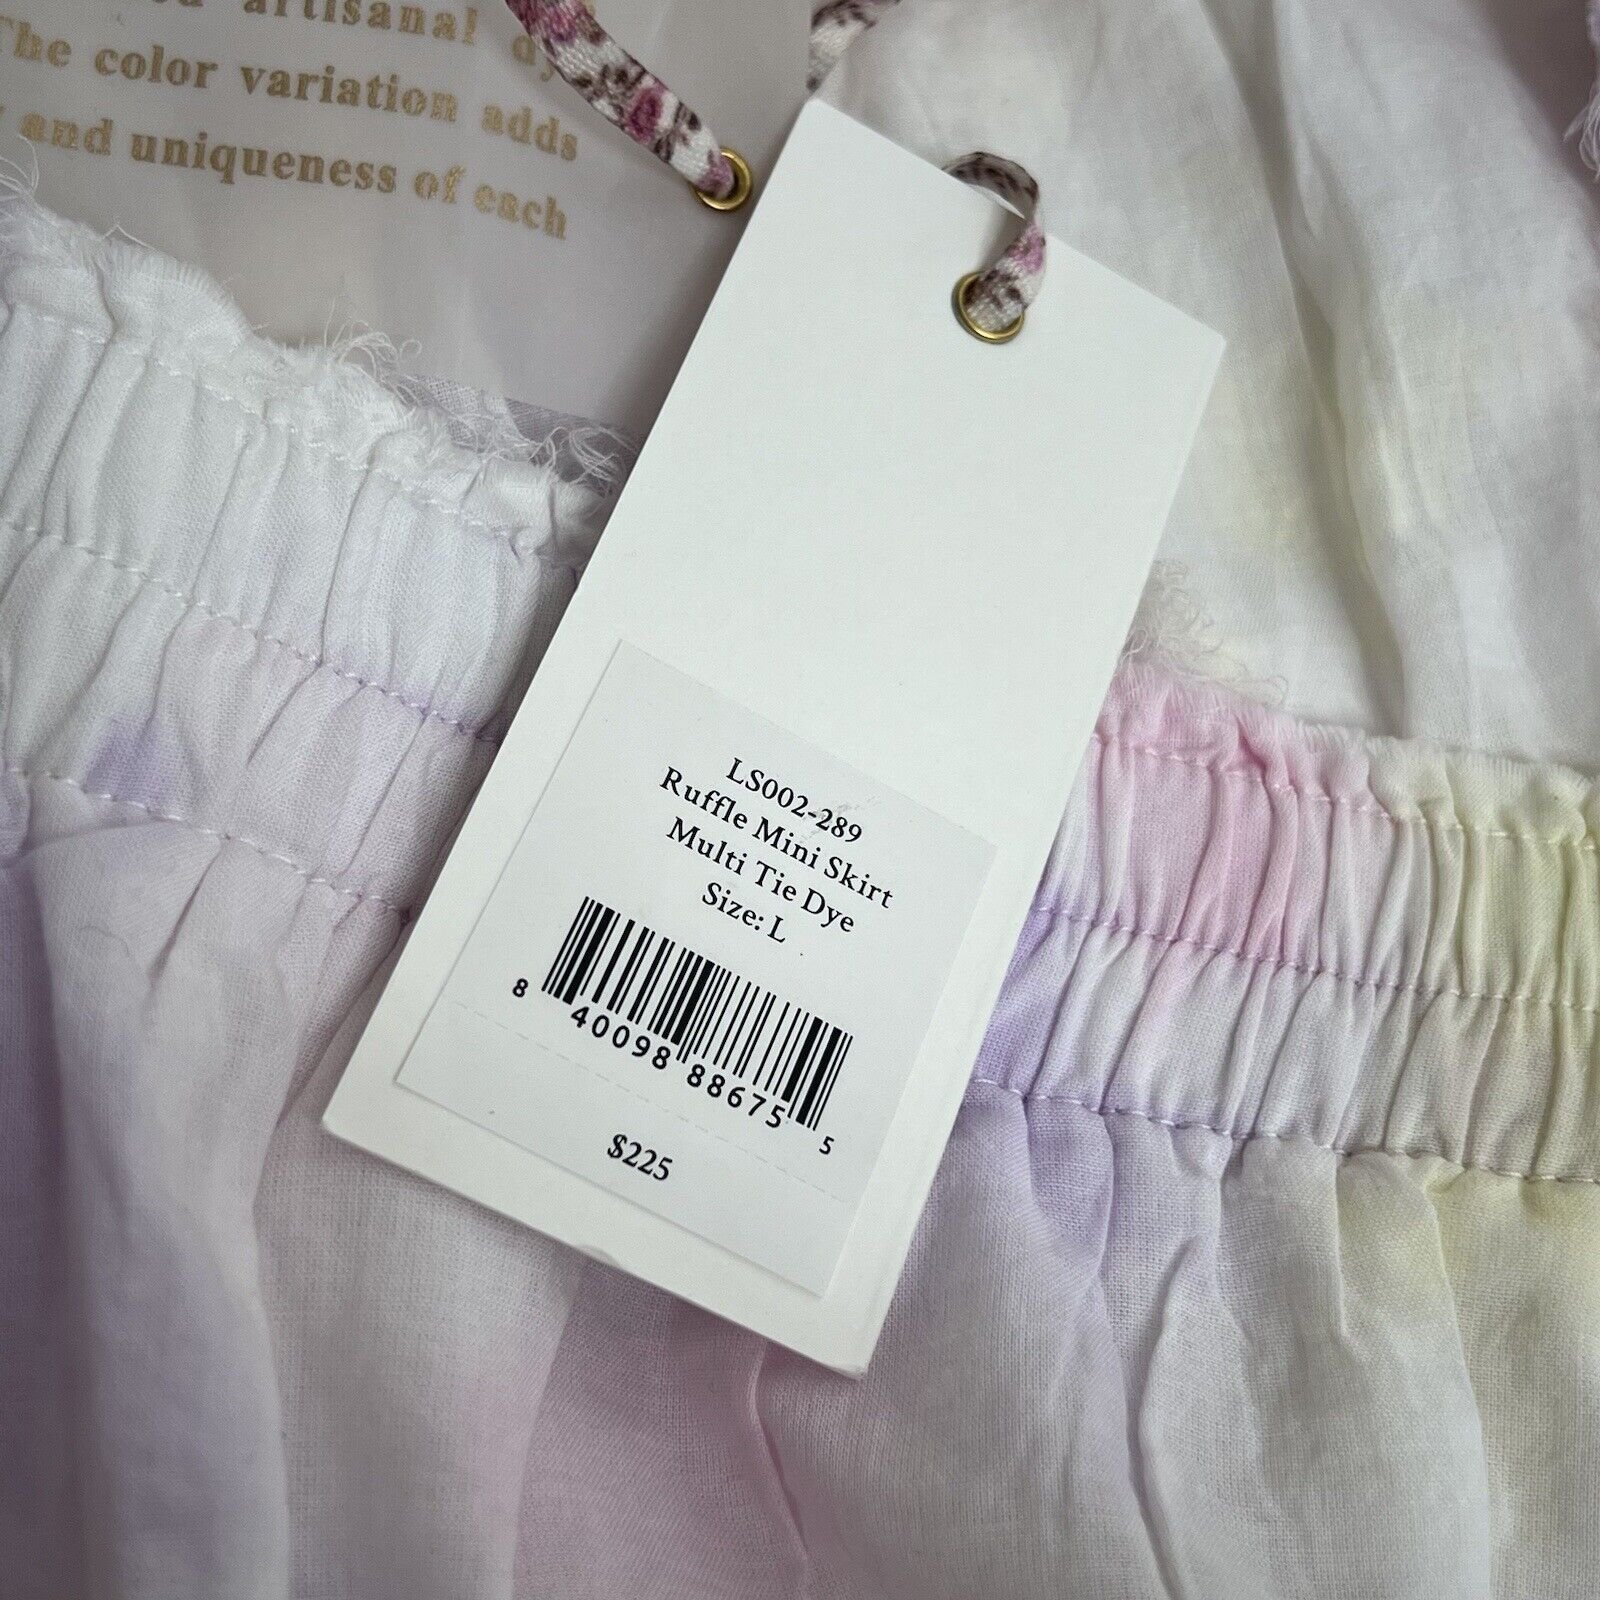 artisanal
The color variation adds
and uniqueness of each
LS002-289
Ruffle Mini Skirt
Multi Tie Dye
Size: L
8 40098 88675 5
$225